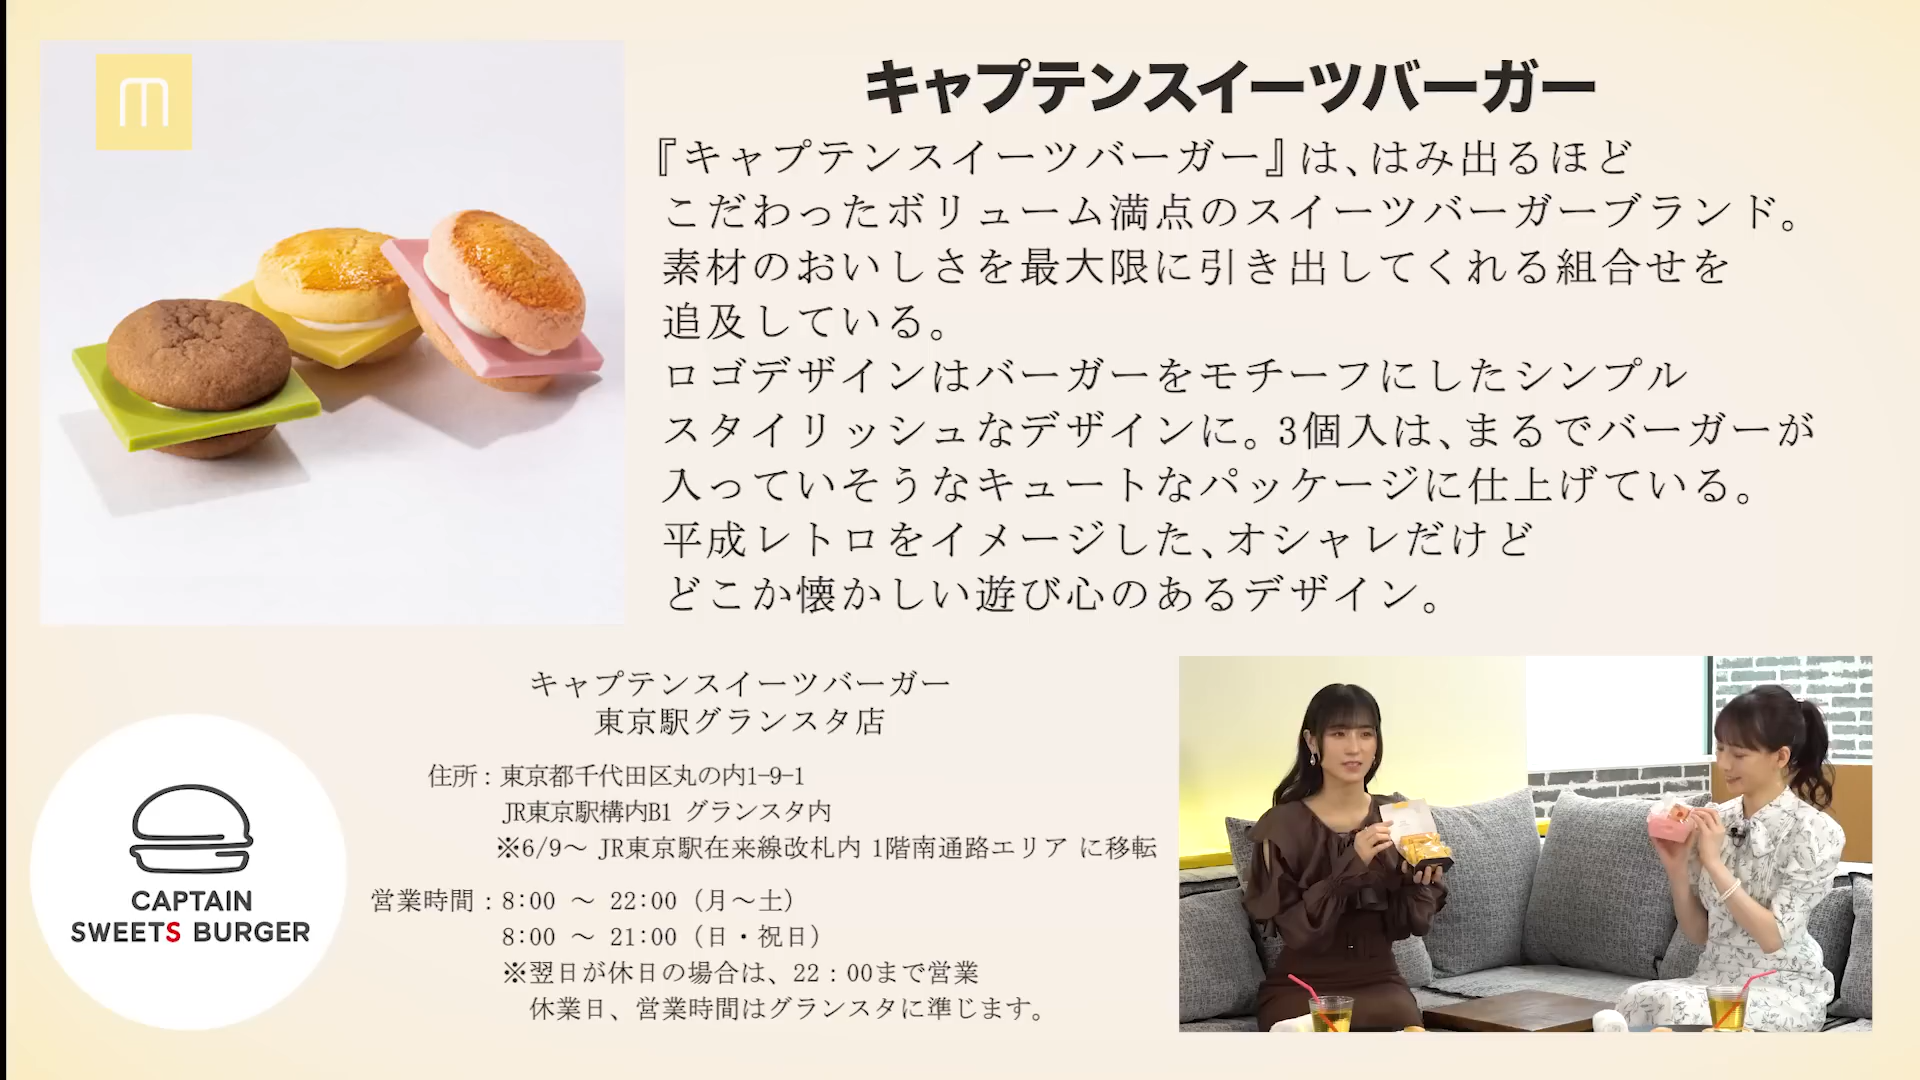 キャプテンスイーツバーガー
『キャプテンスイーツバーガー』は、はみ出るほど
こだわったボリューム満点のスイーツバーガーブランド。
素材のおいしさを最大限に引き出してくれる組合せを
追及している。
ロゴデザインはバーガーをモチーフにしたシンプル
スタイリッシュなデザインに。3個入は、まるでバーガーが
入っていそうなキュートなパッケージに仕上げている。
平成レトロをイメージした、オシャレだけど
どこか懐かしい遊び心のあるデザイン。
キャプテンスイーツバーガー
東京駅グランスタ店
住所：東京都千代田区丸の内1-9-1
JR東京駅構内B1 グランスタ内
※6/9～ JR東京駅在来線改札内 1階南通路エリア に移転
営業時間：8:00 ～ 22:00（月～土）
8:00 ～ 21:00（日・祝日）
※翌日が休日の場合は、22：00まで営業
休業日、営業時間はグランスタに準じます。
CAPTAIN
SWEETS BURGER